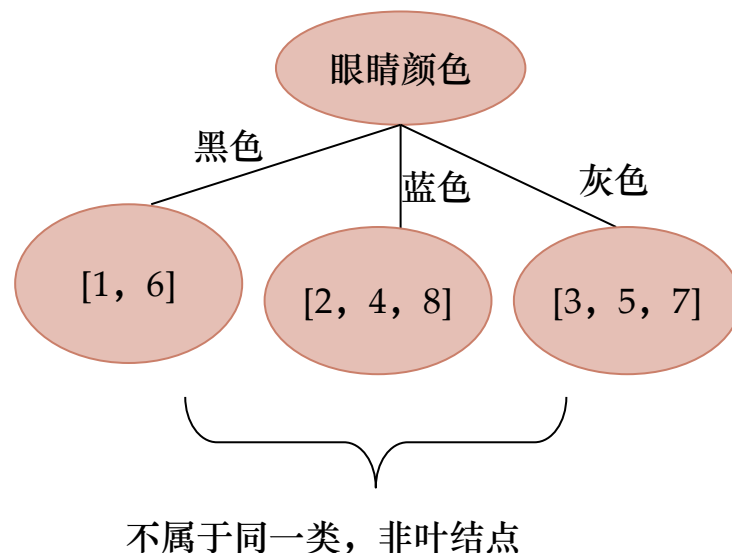 眼睛颜色
黑色
蓝色
灰色
[1，6]
[2，4，8]
[3，5，7]
不属于同一类，非叶结点